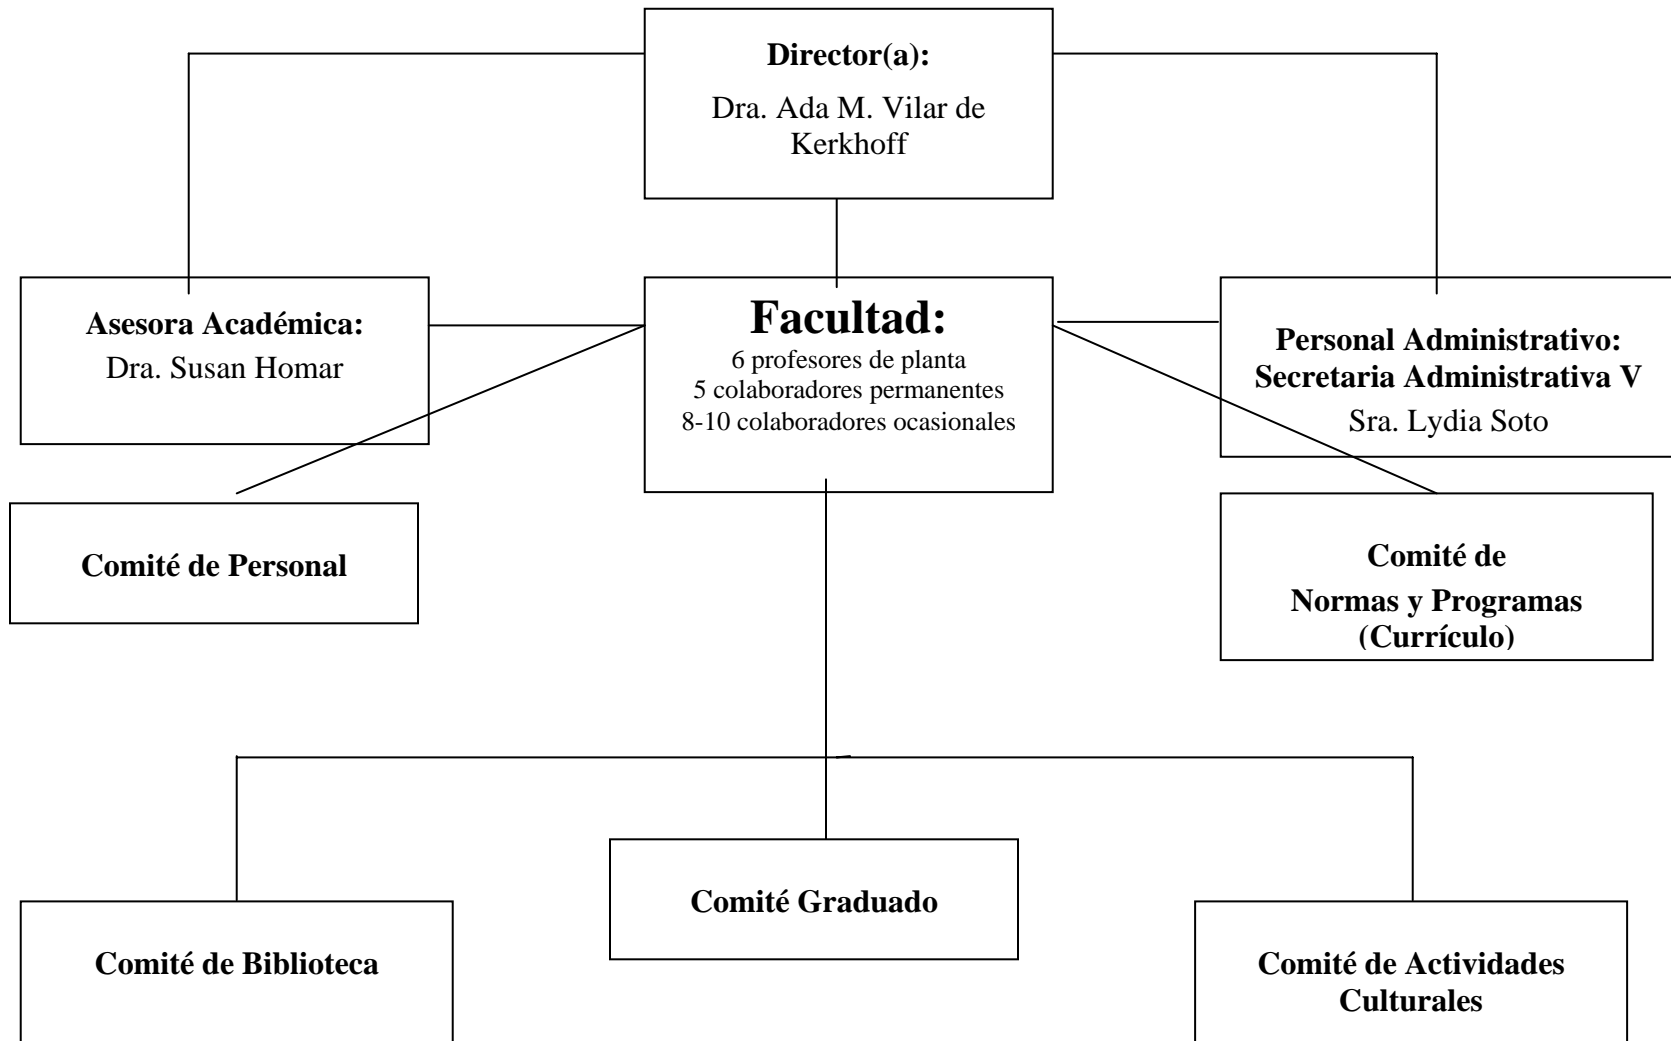 Director(a):
Dra. Ada M. Vilar de
Kerkhoff
Asesora Académica:
Dra. Susan Homar
Facultad:
6 profesores de planta
5 colaboradores permanentes
8-10 colaboradores ocasionales
Personal Administrativo:
Secretaria Administrativa V
Sra. Lydia Soto
Comité de Personal
Comité de
Normas y Programas
(Currículo)
Comité de Biblioteca
Comité Graduado
Comité de Actividades
Culturales